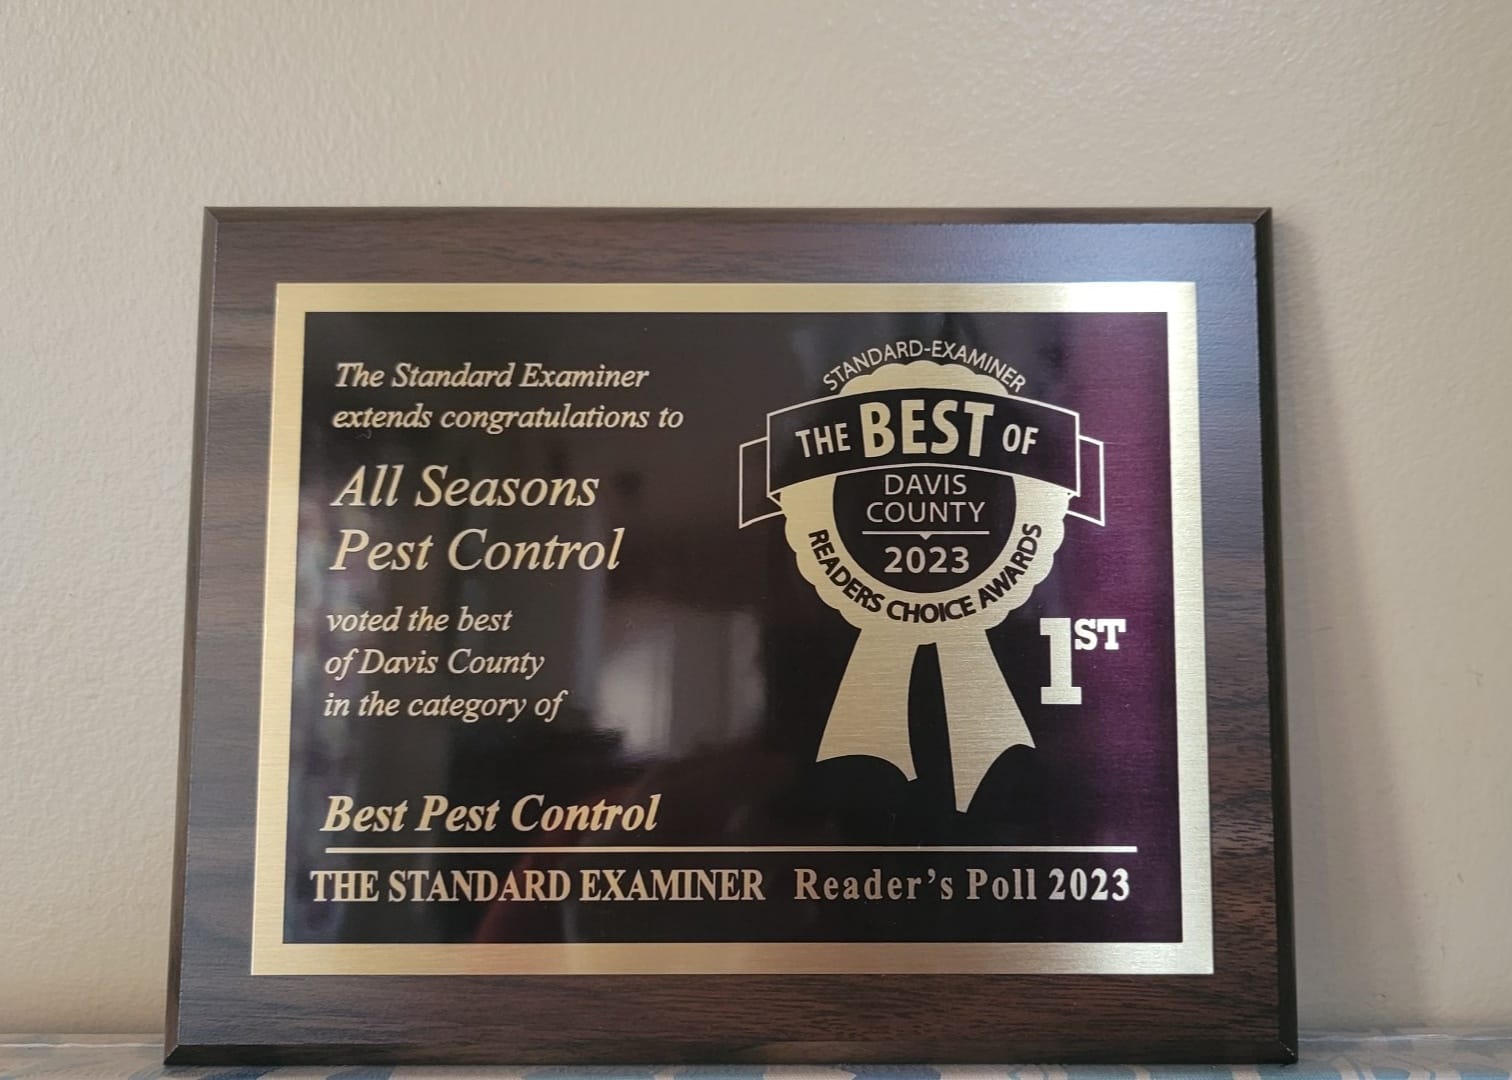 The Standard Examiner
extends congratulations to
All Seasons
Pest Control
voted the best
of Davis County
in the category of
Best Pest Control
STANDARD-EXAMINER
THE BEST OF
DAVIS
COUNTY
2023
READERS CHOICE AWARDS
1ST
THE STANDARD EXAMINER Reader's Poll 2023